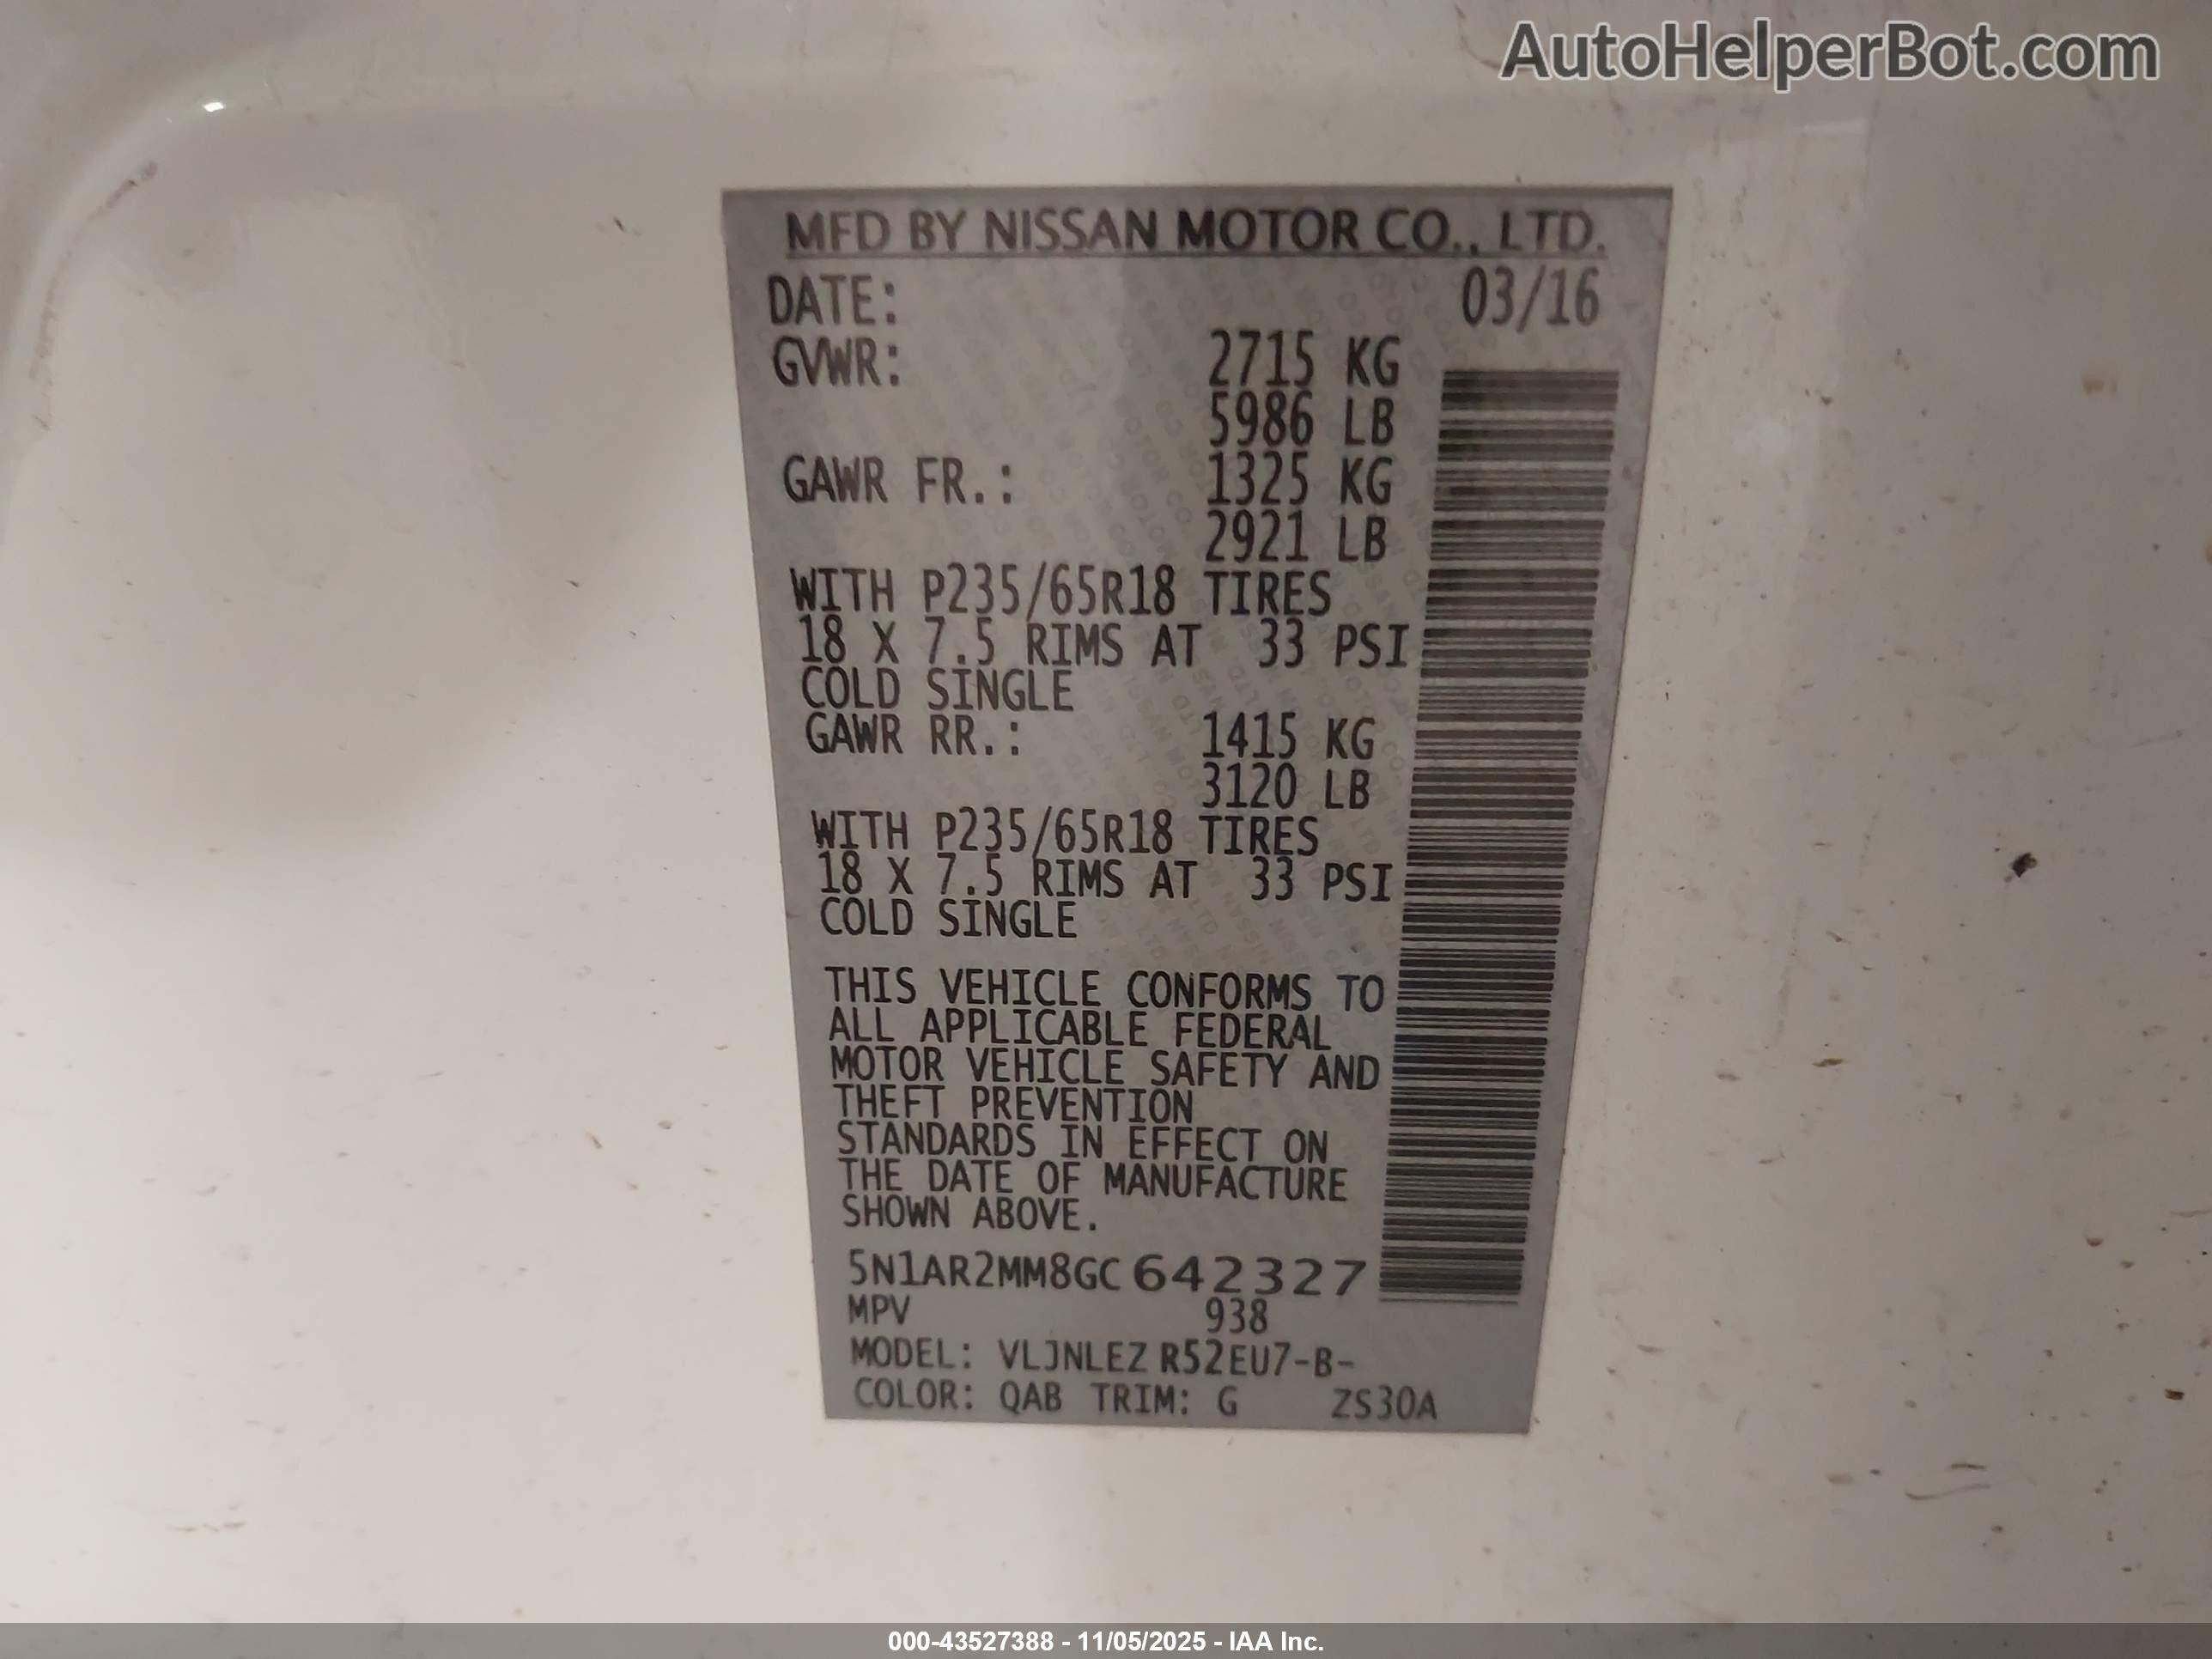 AutoHelperBot.com
MFD BY NISSAN MOTOR CO., LTD.
DATE: 03/16
GVWR: 2715 KG
5986 LB
GAWR FR.: 1325 KG
2921 LB
WITH P235/65R18 TIRES
18 X 7.5 RIMS AT 33 PSI
COLD SINGLE
GAWR RR.: 1415 KG
3120 LB
WITH P235/65R18 TIRES
18 X 7.5 RIMS AT 33 PSI
COLD SINGLE
THIS VEHICLE CONFORMS TO
ALL APPLICABLE FEDERAL
MOTOR VEHICLE SAFETY AND
THEFT PREVENTION
STANDARDS IN EFFECT ON
THE DATE OF MANUFACTURE
SHOWN ABOVE.
5N1AR2MM8GC642327
MPV 938
MODEL: VLJNLEZ R52EU7-B-
COLOR: QAB TRIM: G ZS30A
000-43527388 - 11/05/2025 - IAA Inc.